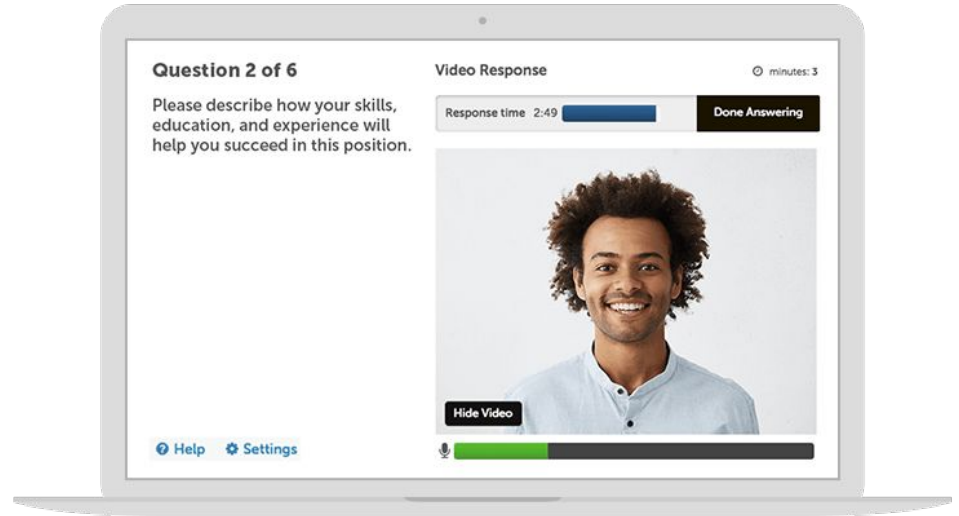 Question 2 of 6
Please describe how your skills,
education, and experience will
help you succeed in this position.
Video Response
minutes: 3
Response time 2:49
Done Answering
Hide Video
Help
Settings